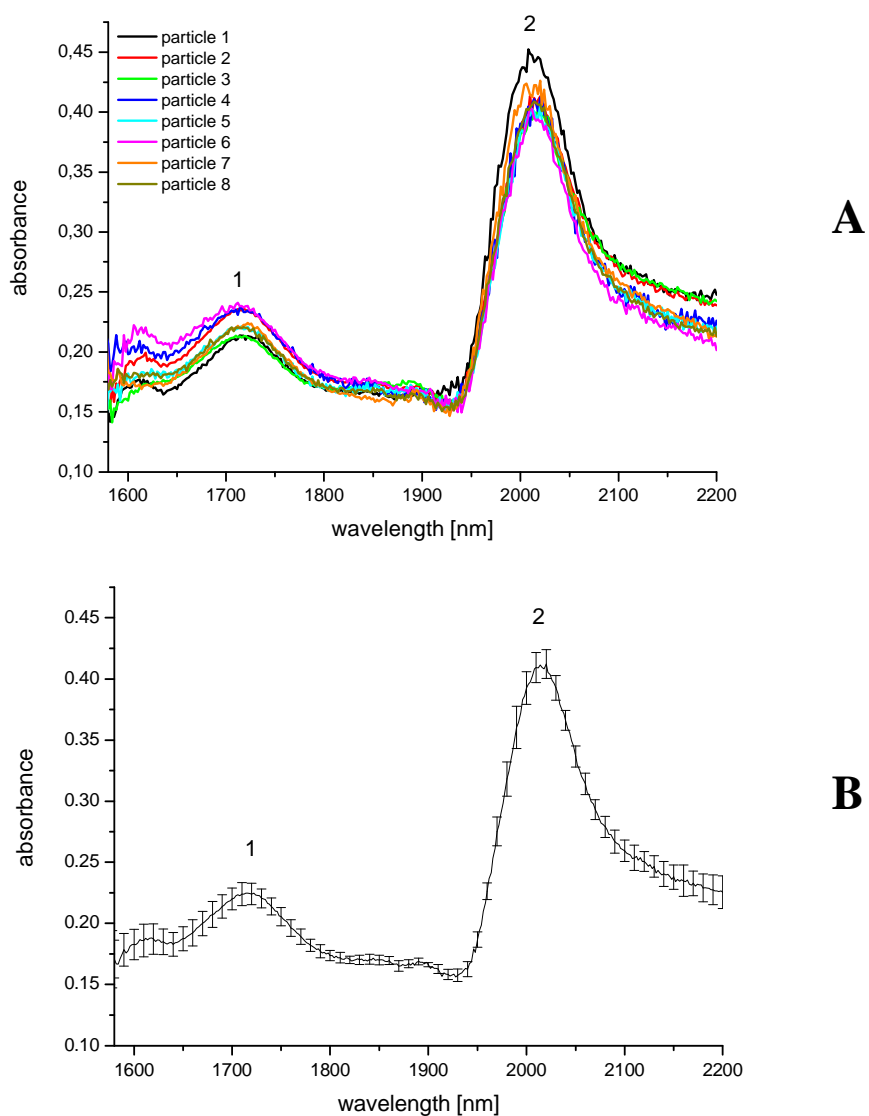 2
particle 1
particle 2
particle 3
particle 4
particle 5
particle 6
particle 7
particle 8
1
0,45
0,40
0,35
0,30
0,25
0,20
0,15
0,10
absorbance
1600 1700 1800 1900 2000 2100 2200
wavelength [nm]
A
2
1
0.45
0.40
0.35
0.30
0.25
0.20
0.15
0.10
absorbance
1600 1700 1800 1900 2000 2100 2200
wavelength [nm]
B